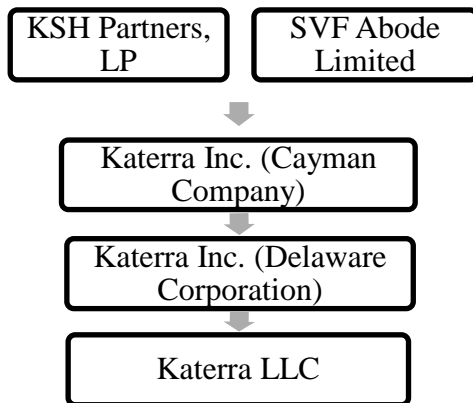 KSH Partners,
LP
SVF Abode
Limited
Katerra Inc. (Cayman
Company)
Katerra Inc. (Delaware
Corporation)
Katerra LLC